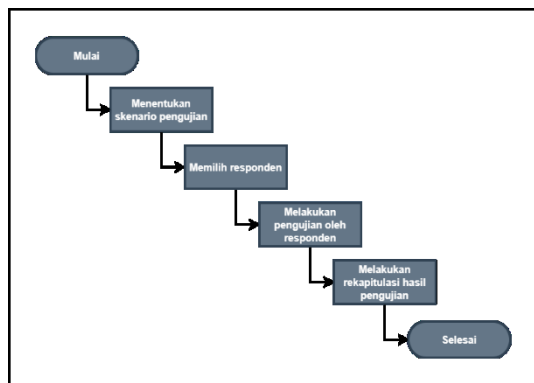 Mulai
Menentukan
skenario pengujian
Memilih responden
Melakukan
pengujian oleh
responden
Melakukan
rekapitulasi hasil
pengujian
Selesai